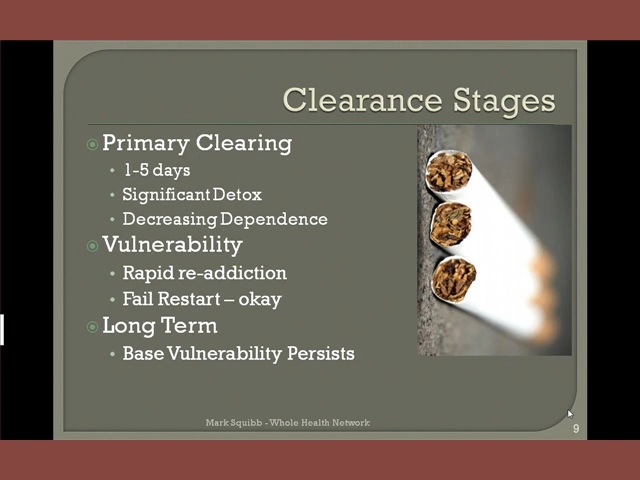 Clearance Stages
Primary Clearing
1-5 days
Significant Detox
Decreasing Dependence
Vulnerability
Rapid re-addiction
Fail Restart – okay
Long Term
Base Vulnerability Persists
Mark Squibb - Whole Health Network
9